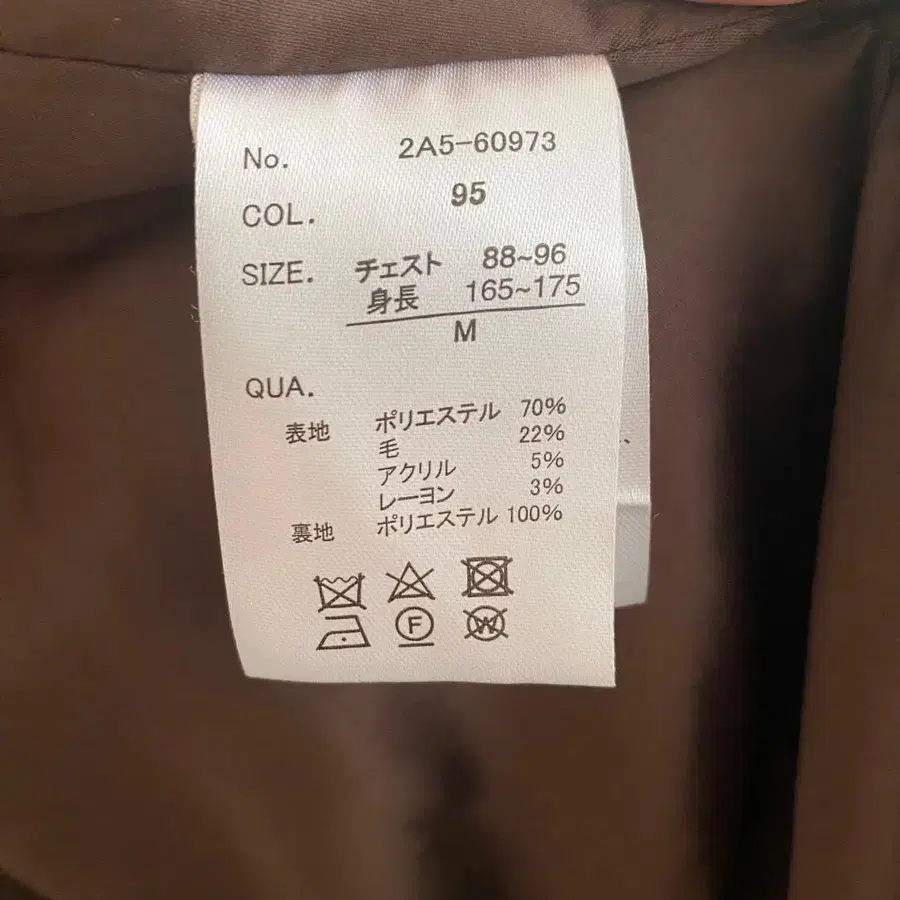 No. 2A5-60973
COL. 95
SIZE. チェスト 88~96
身長 165~175
M
QUA.
表地 ポリエステル 70%
毛 22%
アクリル 5%
レーヨン 3%
裏地 ポリエステル 100%
F
W